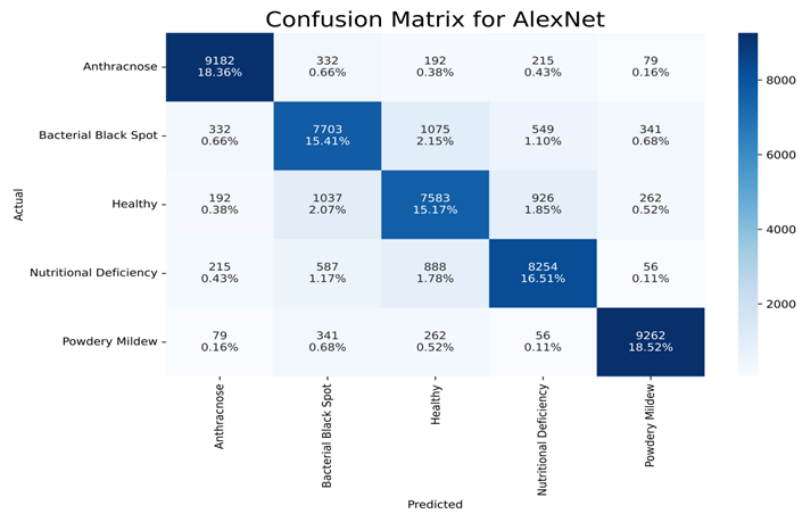 Confusion Matrix for AlexNet
Anthracnose
9182 332 192 215 79
18.36% 0.66% 0.38% 0.43% 0.16%
Bacterial Black Spot
332 7703 1075 549 341
0.66% 15.41% 2.15% 1.10% 0.68%
Healthy
192 1037 7583 926 262
0.38% 2.07% 15.17% 1.85% 0.52%
Nutritional Deficiency
215 587 888 8254 56
0.43% 1.17% 1.78% 16.51% 0.11%
Powdery Mildew
79 341 262 56 9262
0.16% 0.68% 0.52% 0.11% 18.52%
Actual
Anthracnose
Bacterial Black Spot
Healthy
Nutritional Deficiency
Powdery Mildew
Predicted
8000
6000
4000
2000